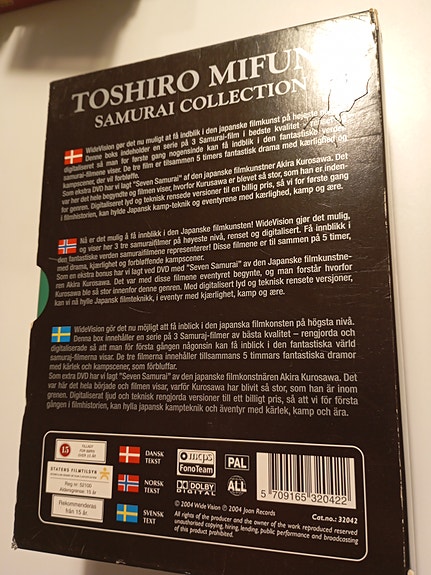 TOSHIRO MIFUN
SAMURAI COLLECTION
WideVision gør det nu muligt at få indblik i den japanske filmkunst på højeste
Denne boks indeholder en serie på 3 Samurai-film i bedste kvalitet –
digitaliseret så man for første gang nogensinde kan få indblik i den fantastiske verden
samurai-filmene viser. De tre film er tilsammen 5 timers fantastisk drama med kærlighed og
kampscener, der vil forbløffe.
Som ekstra DVD har vi lagt "Seven Samurai" af den japanske filmkunstner Akira Kurosawa. Det
var her det hele begyndte og filmen viser, hvorfor Kurosawa er blevet så stor, som han er inden-
for genren. Digitaliseret lyd og teknisk rensede versioner til en billig pris, så vi for første gang
i filmhistorien, kan hylde Japansk kamp-teknik og eventyrene med kærlighed, kamp og ære.
Nå er det mulig å få innblikk i den Japanske filmkunsten! WideVision gjør det mulig,
og viser her 3 tre samuraifilmer på høyeste nivå, renset og digitalisert. Få innblikk i
den fantastiske verden samuraifilmene representerer! Disse filmene er til sammen på 5 timer,
med drama, kjærlighet og forbløffende kampscener.
Som en ekstra bonus har vi lagt ved DVD med "Seven Samurai" av den Japanske filmkunstne-
ren Akira Kurosawa. Det var med disse filmene eventyret begynte, og man forstår hvorfor
Kurosawa ble så stor innenfor denne genren. Med digitalisert lyd og teknisk rensete versjoner,
kan vi nå hylle Japansk filmteknikk, i eventyr med kjærlighet, kamp og ære.
WideVision gör det nu möjligt at få indblick i den japanska filmkonsten på högsta nivå.
Denna box innehåller en serie på 3 Samurai-filmer av bästa kvalitet – rengjorda och
digitaliserade så att man för första gången någonsin kan få inblick i den fantastiska värld
samuraj-filmerna visar. De tre filmerna innehåller tillsammans 5 timmars fantastiska dramor
med kärlek och kampscener, som förbluffar.
Som extra DVD har vi lagt "Seven Samurai" av den japanska filmkonstnären Akira Kurosawa. Det
var här det hela började och filmen visar, varför Kurosawa har blivit så stor, som han är inom
grenen. Digitaliserat ljud och teknisk rengjorda versioner till ett billigt pris, så att vi för första
gången i filmhistorien, kan hylla japansk kampteknik och äventyr med kärlek, kamp och ära.
15
TILLADT
FOR BØRN
OVER 15 ÅR
STATENS FILMTILSYN
Reg.nr 52100
Aldersgrense: 15 år
Rekommenderas
från 15 år.
DANSK
TEKST
NORSK
TEKST
SVENSK
TEXT
mcps
FonoTeam
DOLBY
DIGITAL
PAL
ALL
5 709165 320422
© 2004 Wide Vision ℗ 2004 Joan Records
Cat.no.: 32042
All rights of the producer and the owner of the work reproduced reserved
unauthorised copying, hiring, lending, public performance and broadcasting
of this product prohibited.